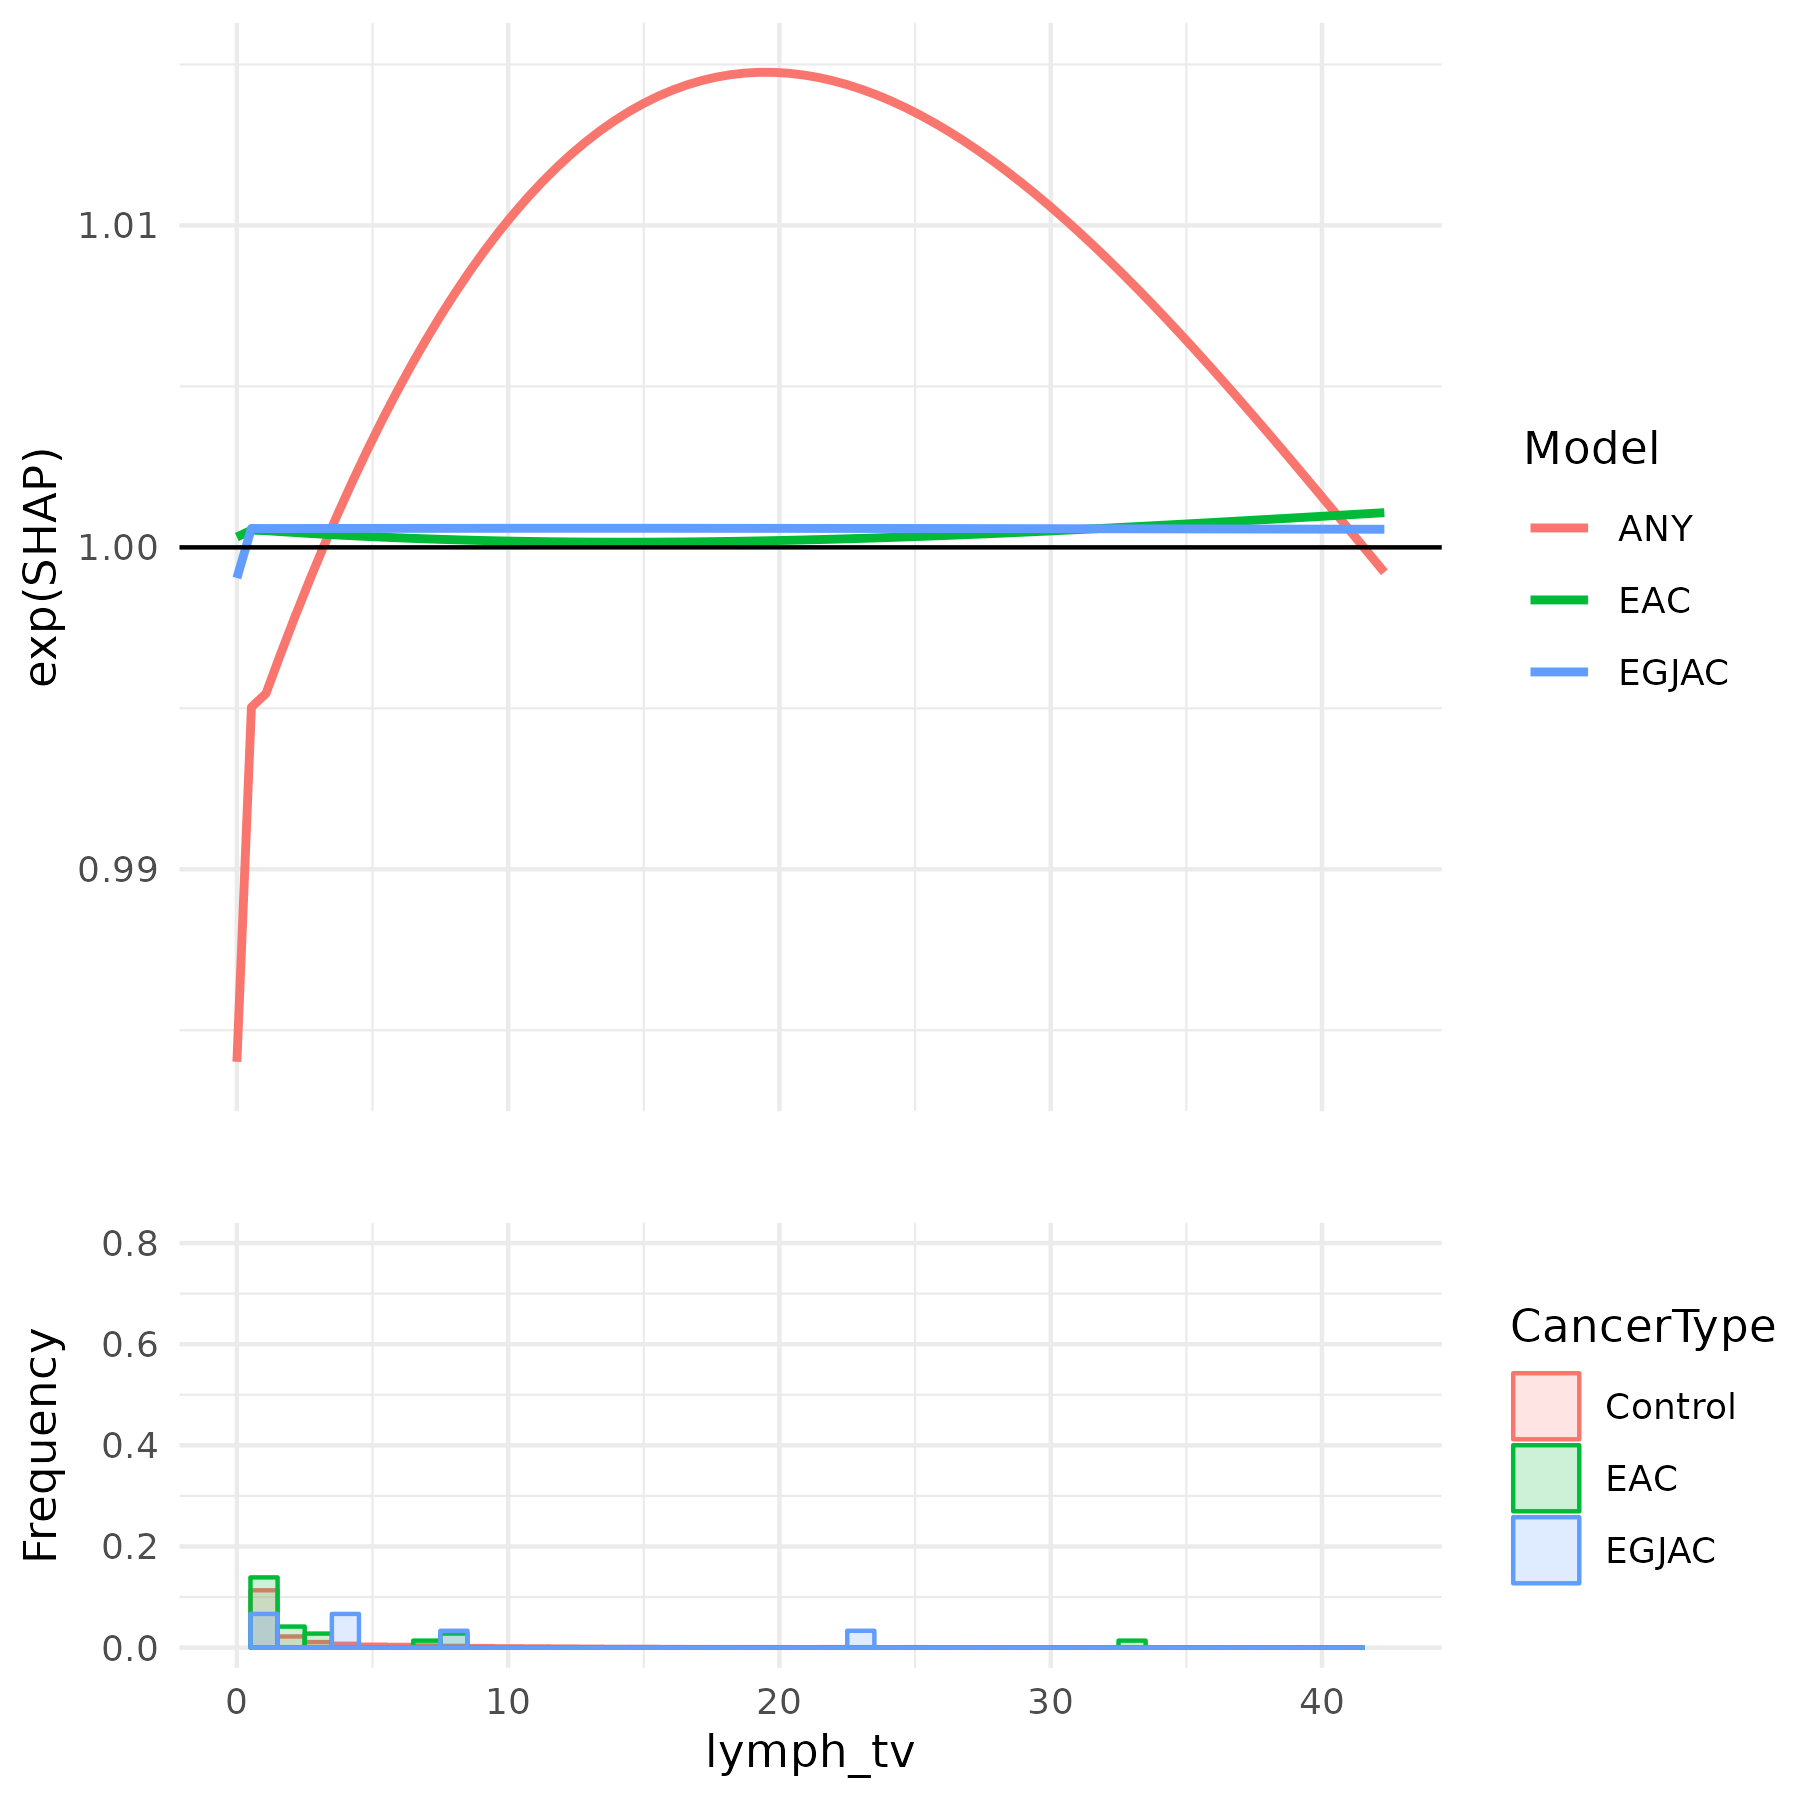 exp(SHAP)
1.01
1.00
0.99
Model
ANY
EAC
EGJAC
Frequency
0.8
0.6
0.4
0.2
0.0
0 10 20 30 40
lymph_tv
CancerType
Control
EAC
EGJAC